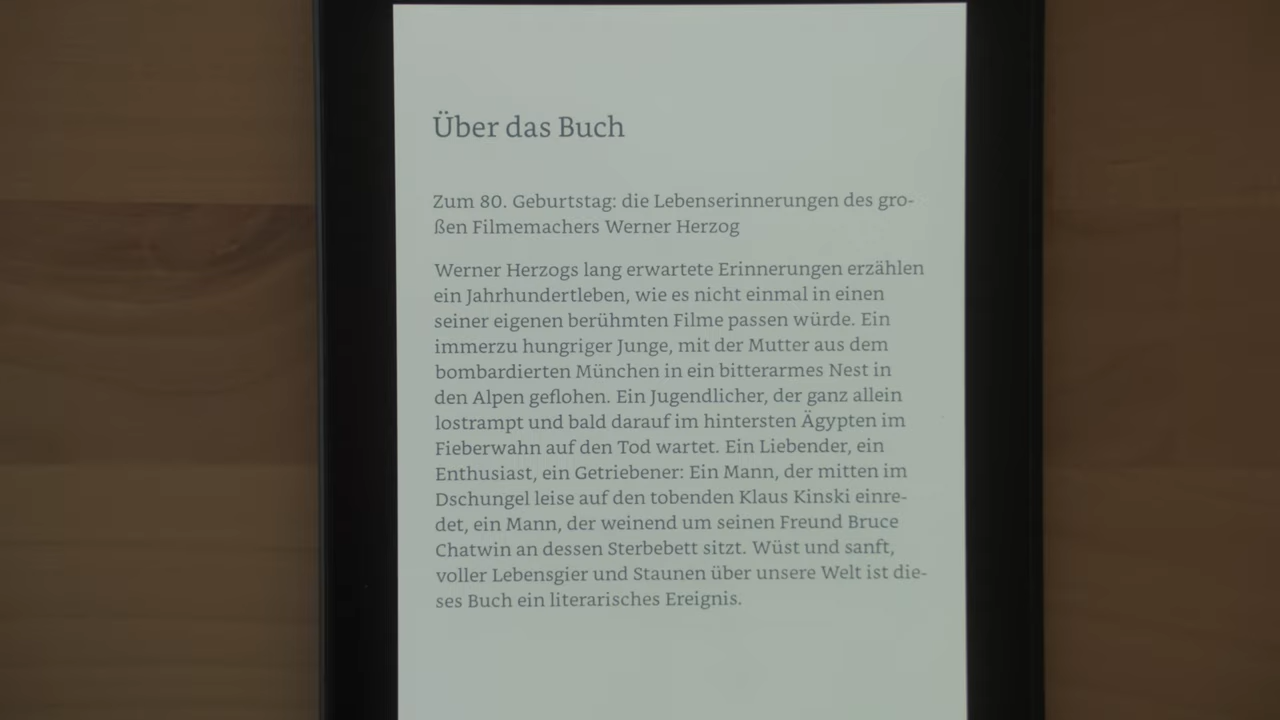 Über das Buch
Zum 80. Geburtstag: die Lebenserinnerungen des gro-
ßen Filmemachers Werner Herzog
Werner Herzogs lang erwartete Erinnerungen erzählen
ein Jahrhundertleben, wie es nicht einmal in einen
seiner eigenen berühmten Filme passen würde. Ein
immerzu hungriger Junge, mit der Mutter aus dem
bombardierten München in ein bitterarmes Nest in
den Alpen geflohen. Ein Jugendlicher, der ganz allein
lostrampt und bald darauf im hintersten Ägypten im
Fieberwahn auf den Tod wartet. Ein Liebender, ein
Enthusiast, ein Getriebener: Ein Mann, der mitten im
Dschungel leise auf den tobenden Klaus Kinski einre-
det, ein Mann, der weinend um seinen Freund Bruce
Chatwin an dessen Sterbebett sitzt. Wüst und sanft,
voller Lebensgier und Staunen über unsere Welt ist die-
ses Buch ein literarisches Ereignis.